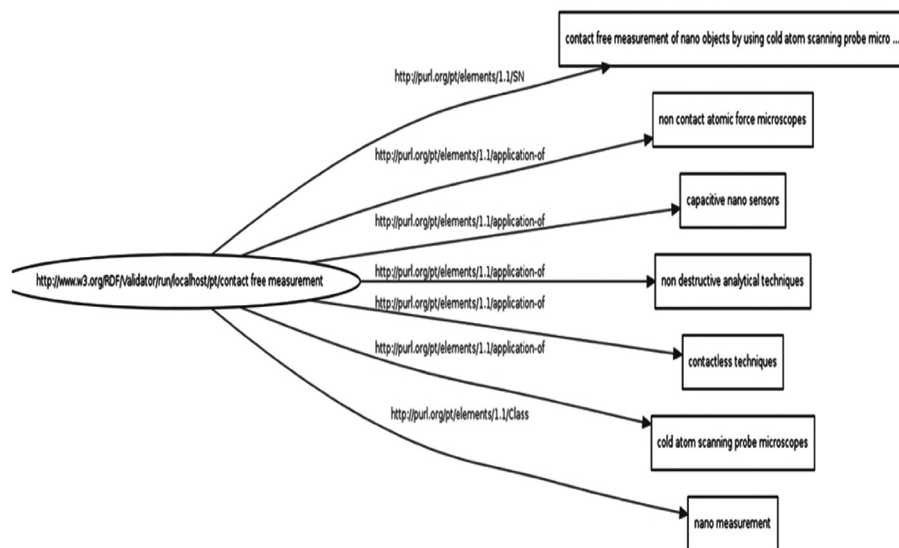 contact free measurement of nano objects by using cold atom scanning probe micro ...
http://purl.org/pt/elements/1.1/SN
non contact atomic force microscopes
http://purl.org/pt/elements/1.1/application-of
capacitive nano sensors
http://purl.org/pt/elements/1.1/application-of
http://www.w3.org/RDF/Validator/run/localhost/pt/contact free measurement
http://purl.org/pt/elements/1.1/application-of
non destructive analytical techniques
http://purl.org/pt/elements/1.1/application-of
contactless techniques
http://purl.org/pt/elements/1.1/application-of
cold atom scanning probe microscopes
http://purl.org/pt/elements/1.1/Class
nano measurement